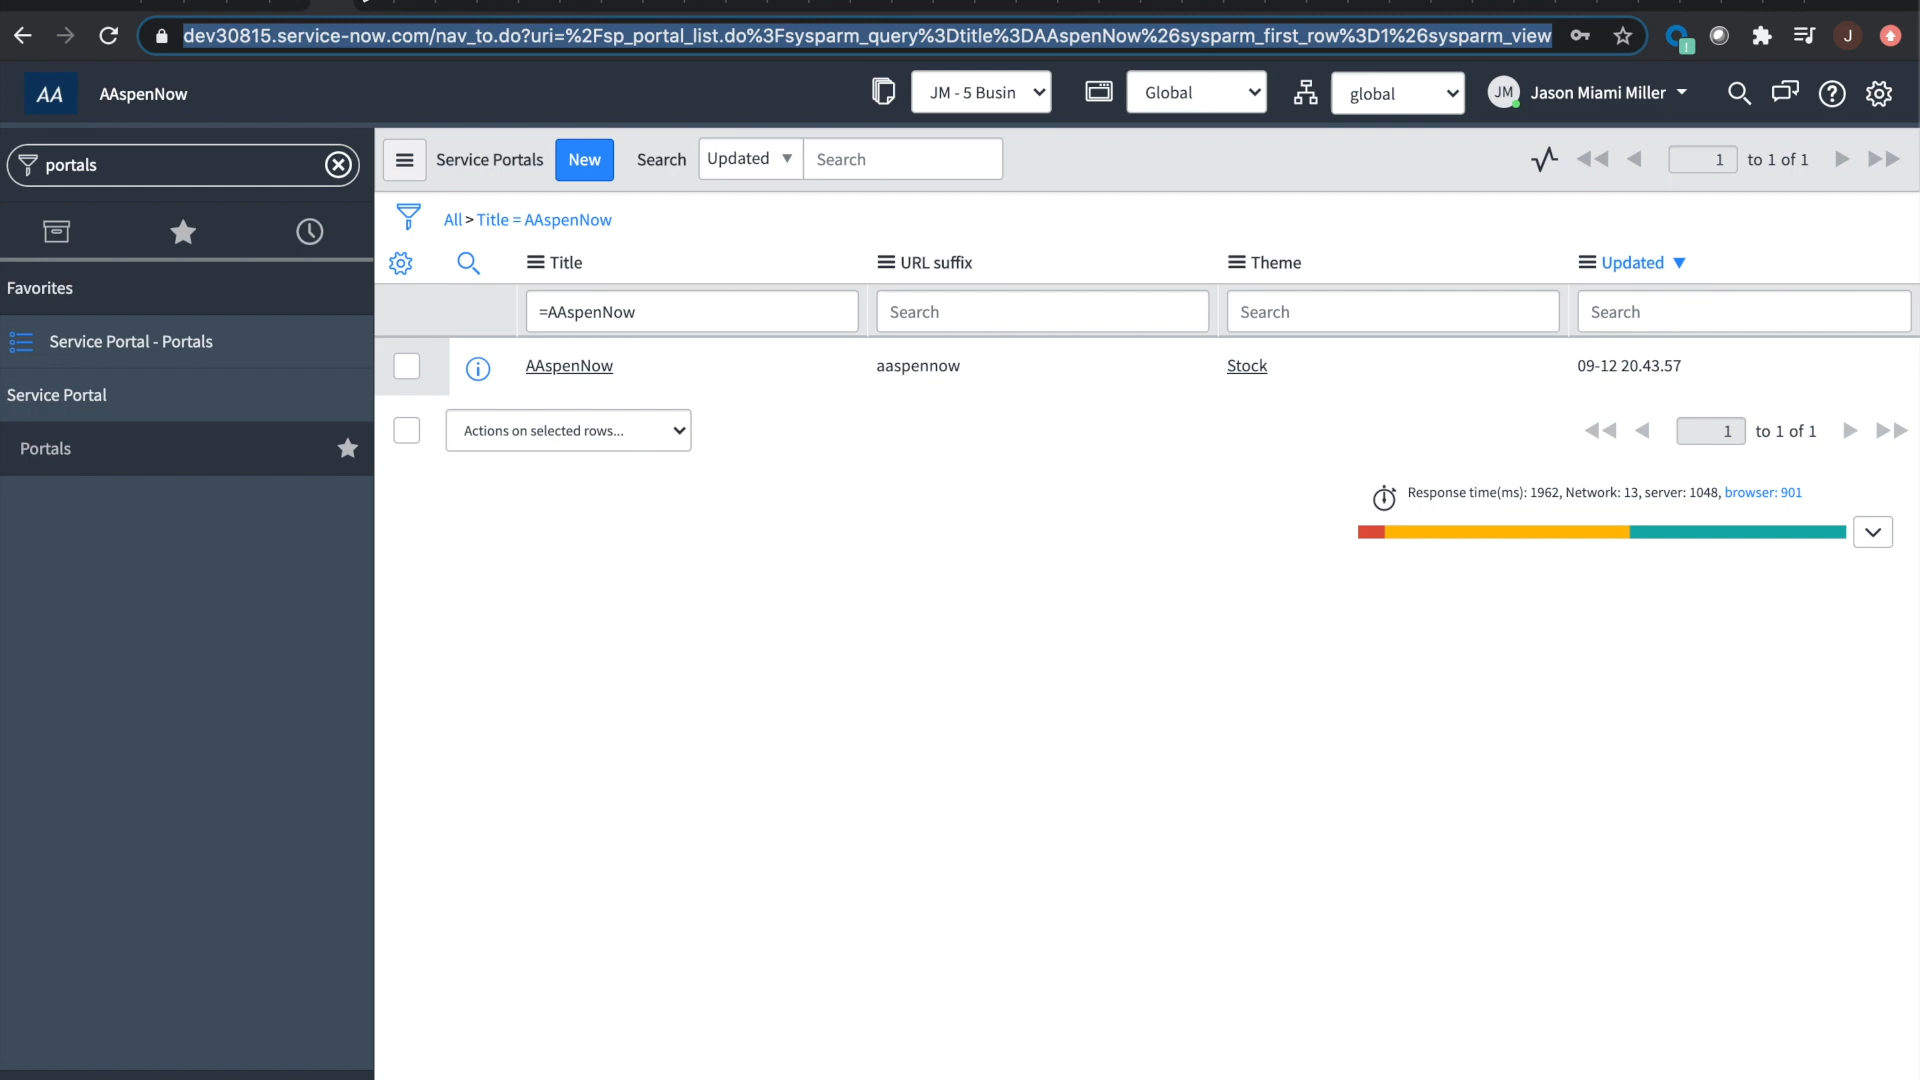 dev30815.service-now.com/nav_to.do?uri=%2Fsp_portal_list.do%3Fsysparm_query%3Dtitle%3DAAspenNow%26sysparm_first_row%3D1%26sysparm_view
J
AA AAspenNow
JM - 5 Busin
Global
global
JM Jason Miami Miller
portals
Service Portals New Search Updated Search
1 to 1 of 1
All > Title = AAspenNow
Title URL suffix Theme Updated
=AAspenNow Search Search Search
Favorites
Service Portal - Portals
Service Portal
Portals
AAspenNow aaspennow Stock 09-12 20.43.57
Actions on selected rows...
1 to 1 of 1
Response time(ms): 1962, Network: 13, server: 1048, browser: 901